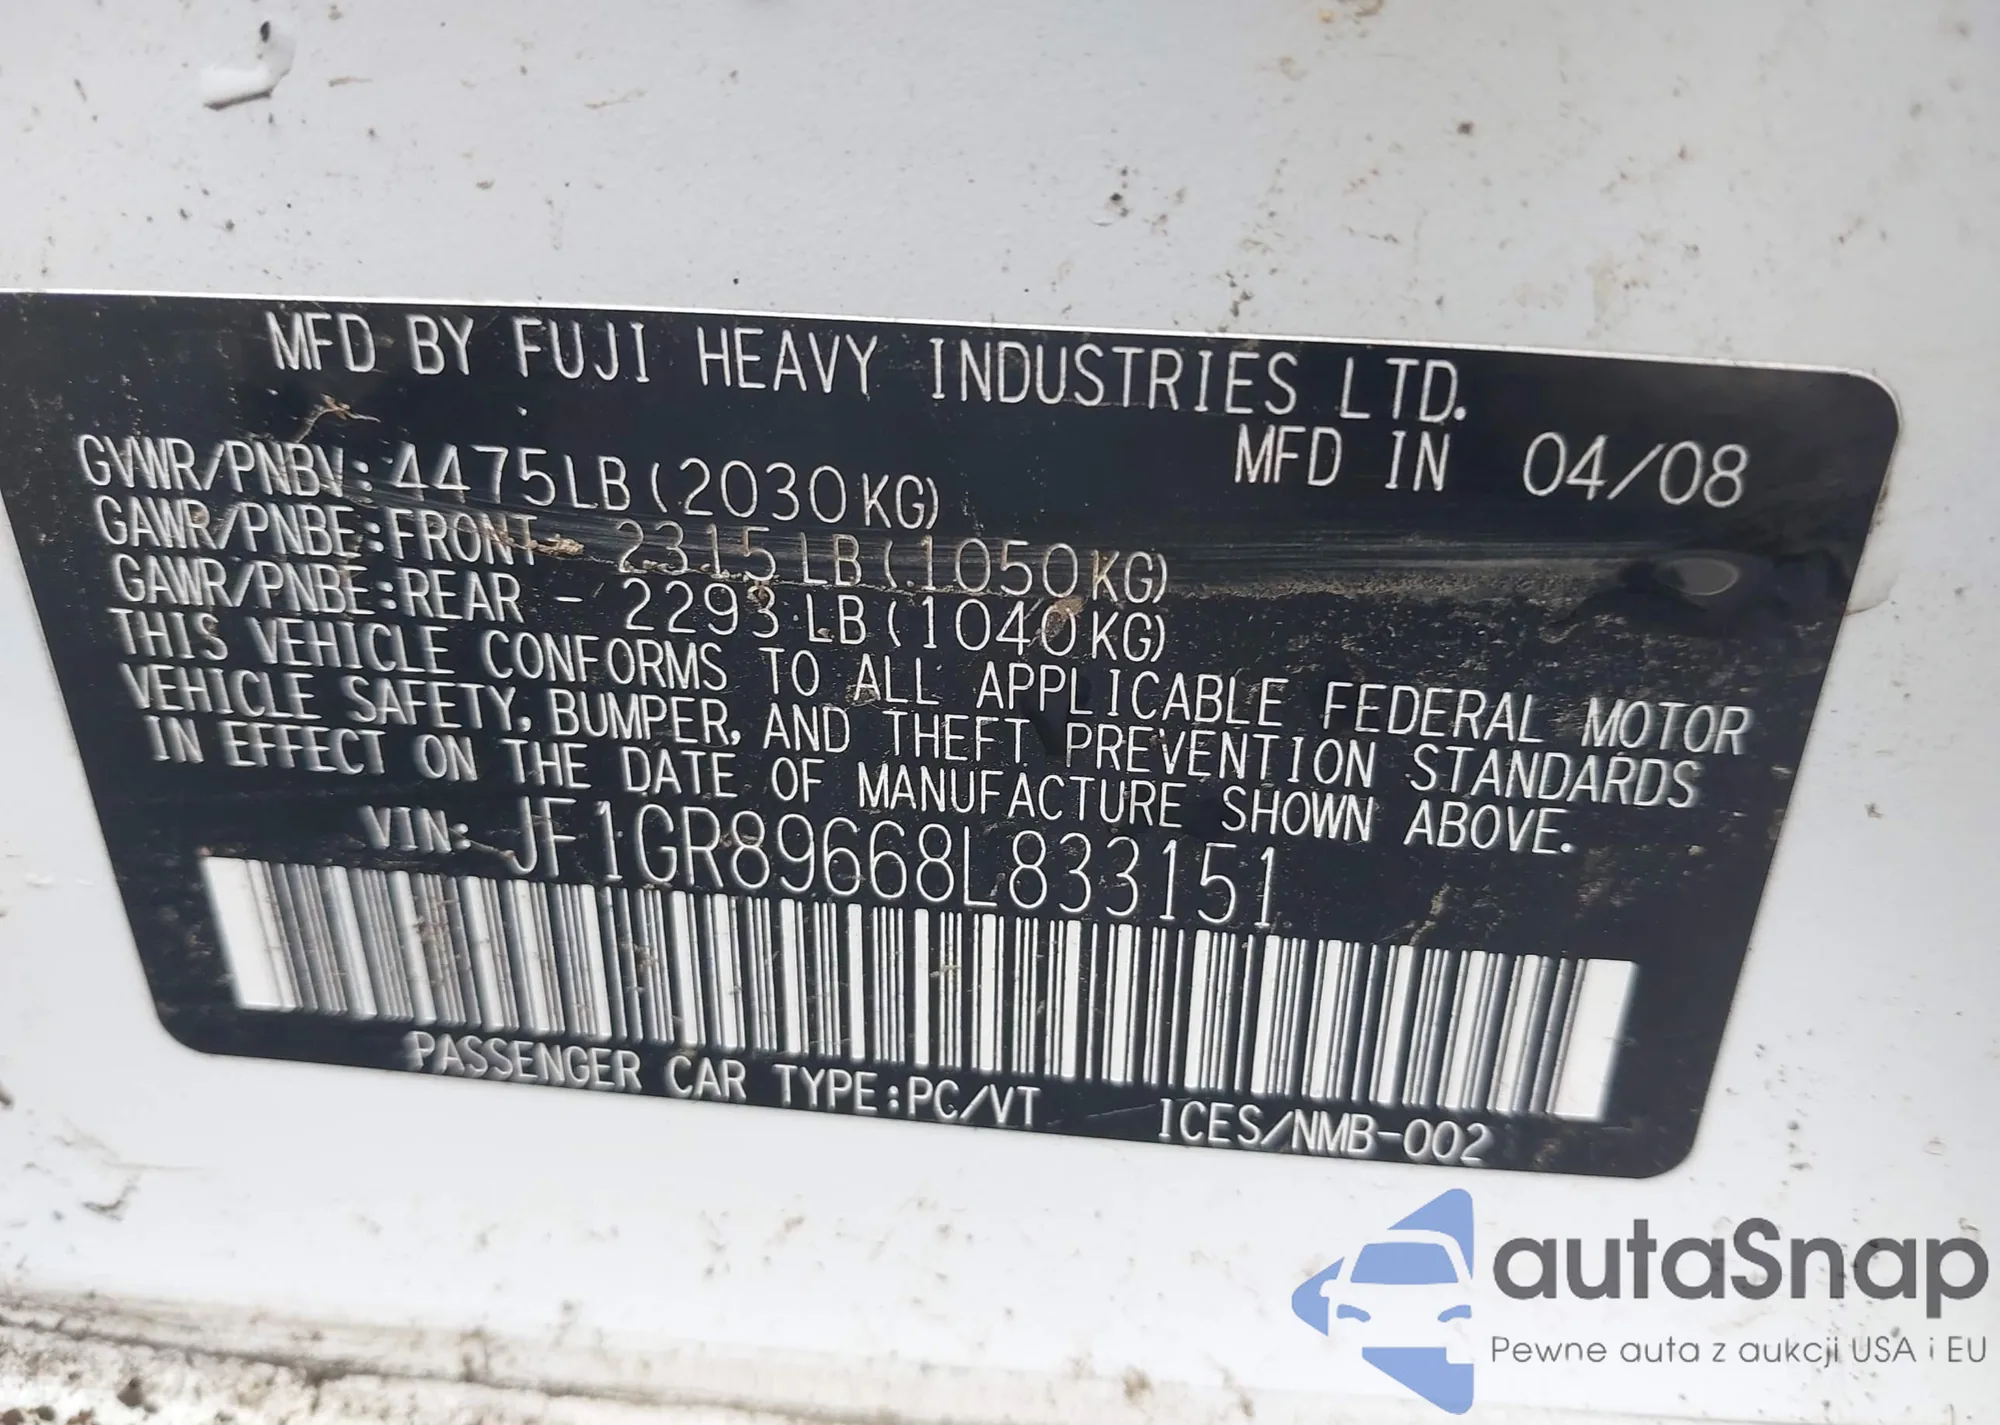 MFD BY FUJI HEAVY INDUSTRIES LTD.
MFD IN 04/08
GVWR/PNBV:4475LB(2030KG)
GAWR/PNBE:FRONT- 2315LB(1050KG)
GAWR/PNBE:REAR - 2293LB(1040KG)
THIS VEHICLE CONFORMS TO ALL APPLICABLE FEDERAL MOTOR
VEHICLE SAFETY, BUMPER, AND THEFT PREVENTION STANDARDS
IN EFFECT ON THE DATE OF MANUFACTURE SHOWN ABOVE.
VIN: JF1GR89668L833151
PASSENGER CAR TYPE:PC/VT ICES/NMB-002
autaSnap
Pewne auta z aukcji USA i EU